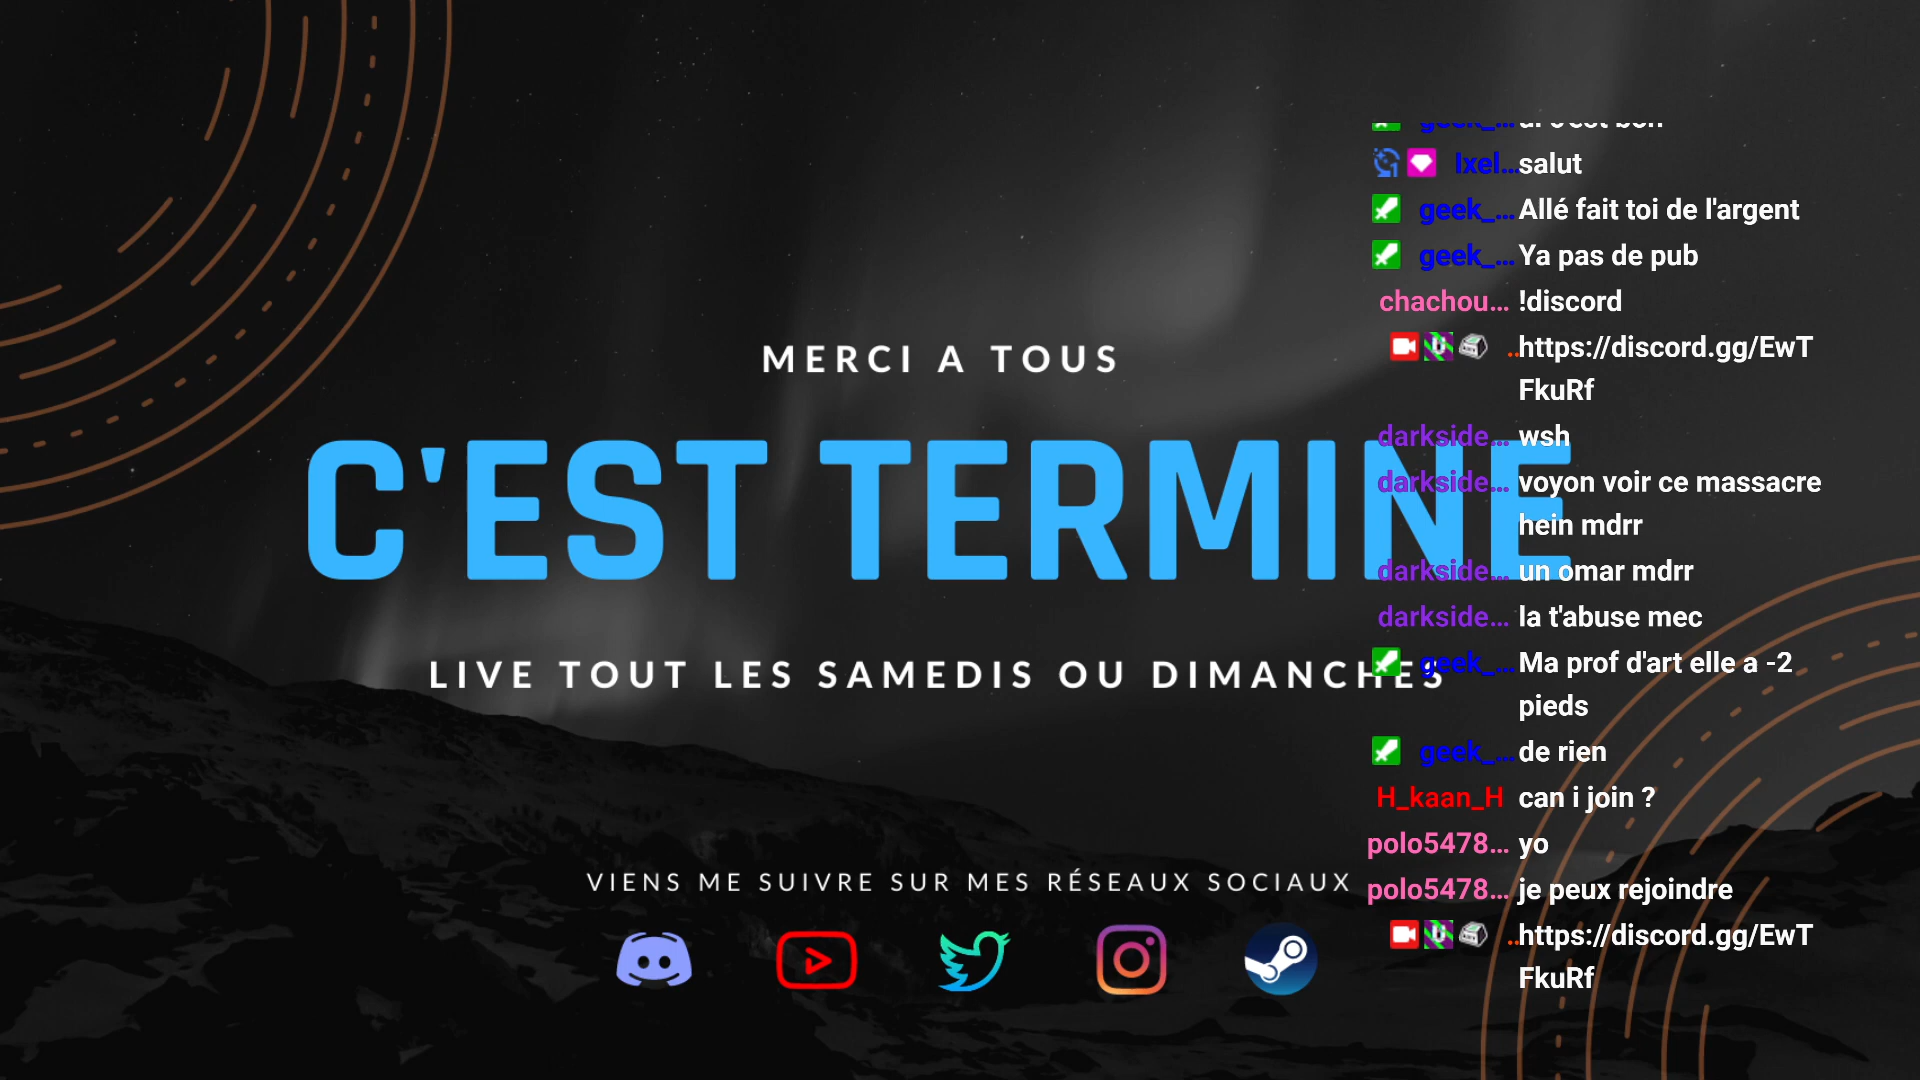 MERCI A TOUS
C'EST TERMINE
LIVE TOUT LES SAMEDIS OU DIMANCHES
VIENS ME SUIVRE SUR MES RÉSEAUX SOCIAUX
geek_...
Ixel... salut
geek_... Allé fait toi de l'argent
geek_... Ya pas de pub
chachou... !discord
..https://discord.gg/EwT
FkuRf
darkside... wsh
darkside... voyon voir ce massacre
hein mdrr
darkside... un omar mdrr
darkside... la t'abuse mec
geek_... Ma prof d'art elle a -2
pieds
geek_... de rien
H_kaan_H can i join ?
polo5478... yo
polo5478... je peux rejoindre
..https://discord.gg/EwT
FkuRf